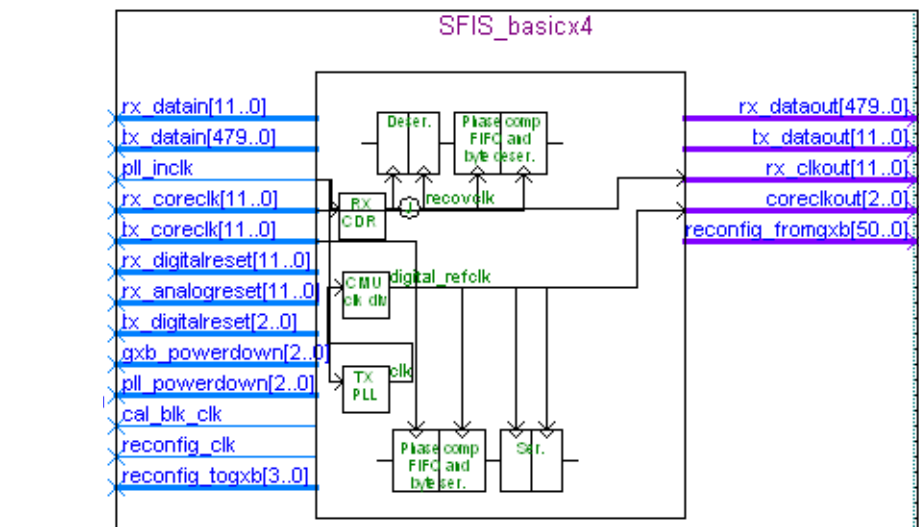 SFIS_basicx4
rx_datain[11..0]
tx_datain[479..0]
pll_inclk
rx_coreclk[11..0]
tx_coreclk[11..0]
rx_digitalreset[11..0]
rx_analogreset[11..0]
tx_digitalreset[2..0]
gxb_powerdown[2..0]
pll_powerdown[2..0]
cal_blk_clk
reconfig_clk
reconfig_togxb[3..0]
Deser.
Phase comp
FIFO and
byte deser.
RX
CDR
/
recovclk
CMU
clk div
digital_refclk
TX
PLL
clk
Phase comp
FIFO and
byte ser.
Ser.
rx_dataout[479..0]
tx_dataout[11..0]
rx_clkout[11..0]
coreclkout[2..0]
reconfig_fromgxb[50..0]